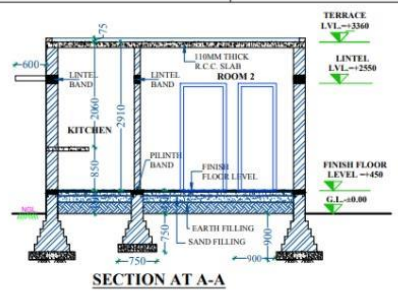 TERRACE
LVL.-+3360
75
110MM THICK
R.C.C. SLAB
600
LINTEL
BAND
LINTEL
BAND
ROOM 2
LINTEL
LVL.-+2550
2060
2910
KITCHEN
850
PILINTH
BAND
FINISH
FLOOR LEVEL
FINISH FLOOR
LEVEL -+450
G.L.-±0.00
EARTH FILLING
SAND FILLING
750
750
900
900
SECTION AT A-A